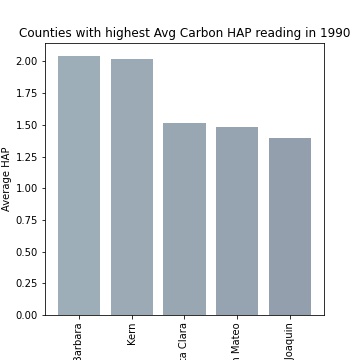 Counties with highest Avg Carbon HAP reading in 1990
2.00
1.75
1.50
1.25
1.00
0.75
0.50
0.25
0.00
Average HAP
Barbara
Kern
a Clara
Mateo
Joaquin